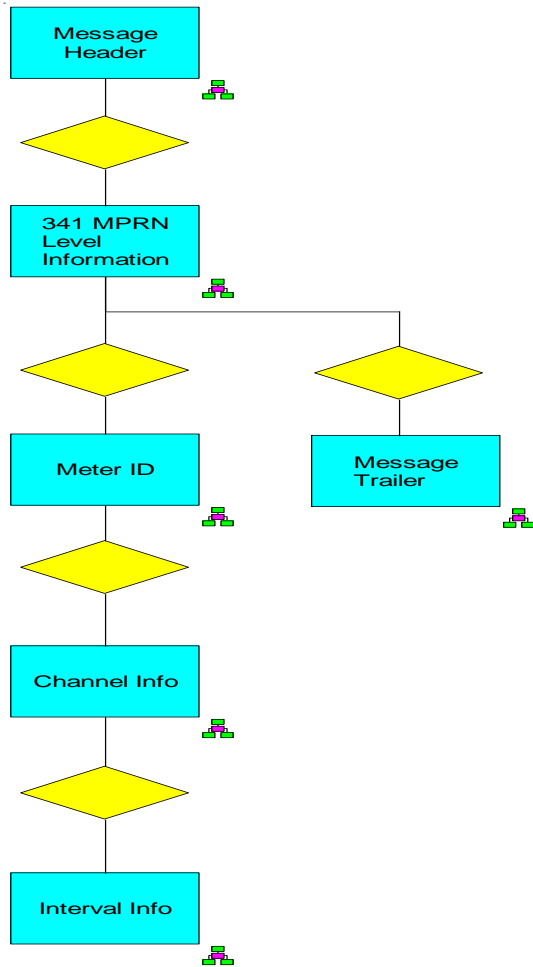 Message
Header
341 MPRN
Level
Information
Meter ID
Message
Trailer
Channel Info
Interval Info